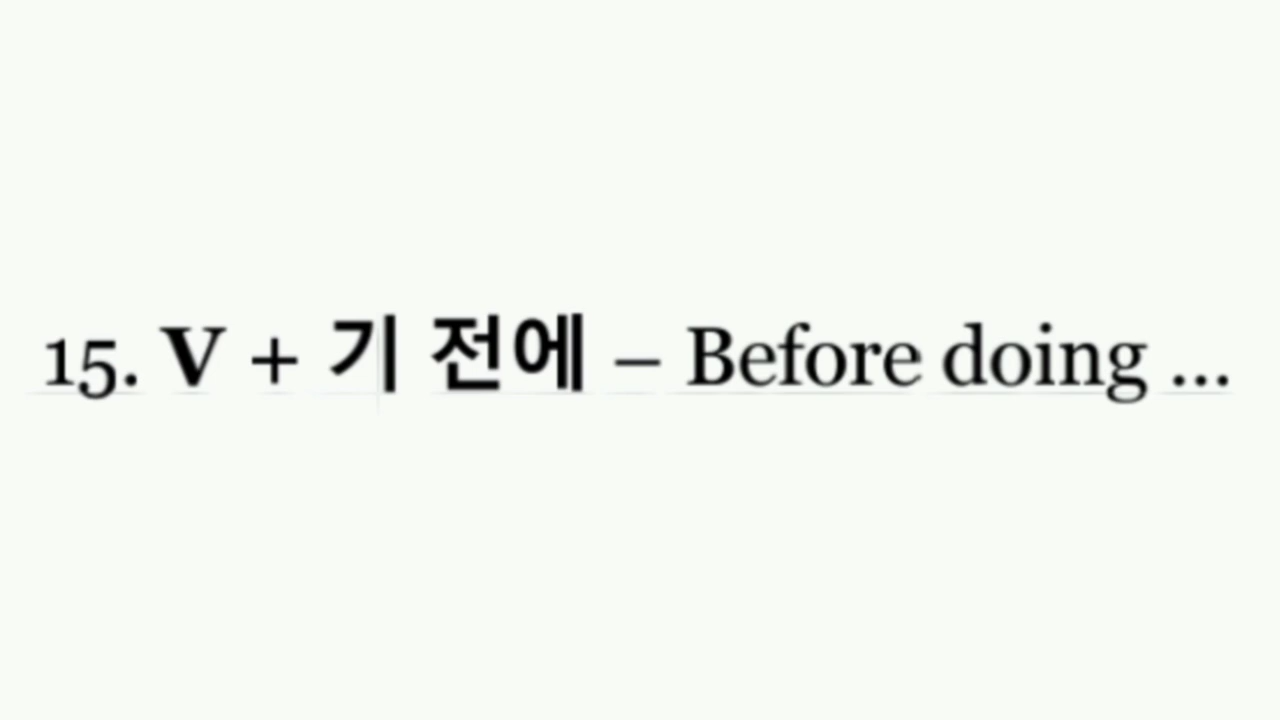 15. V + 기 전에 – Before doing ...